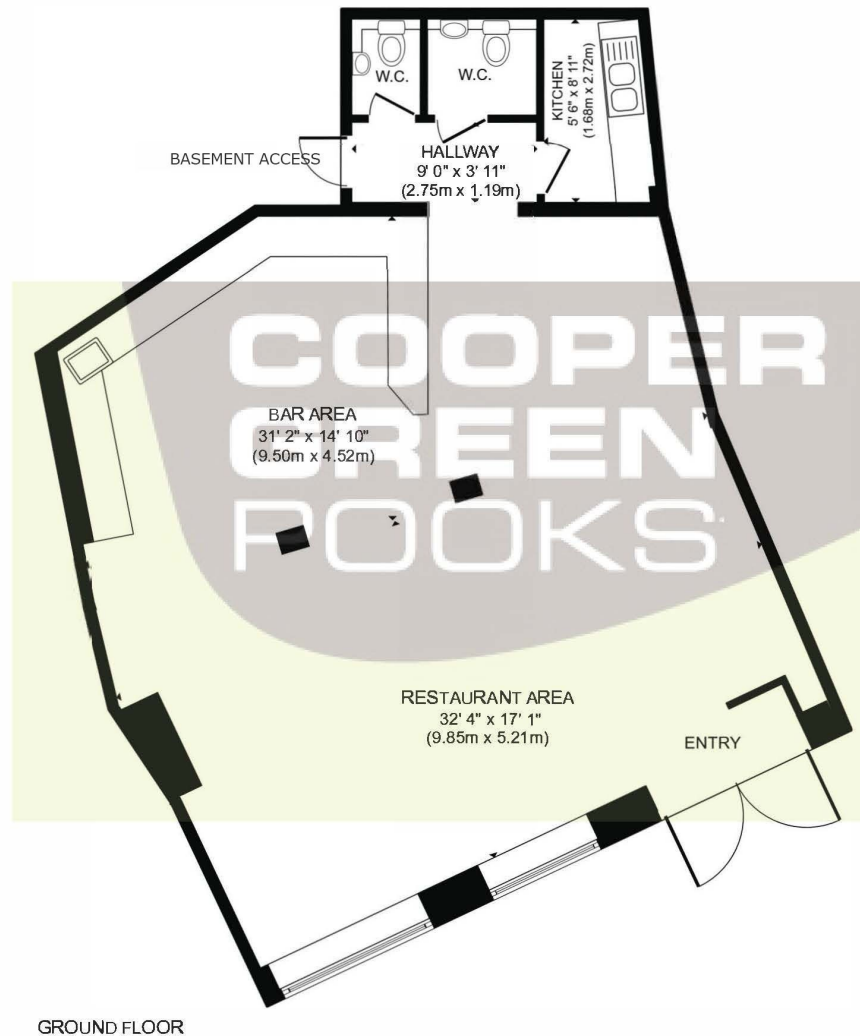 W.C.
W.C.
KITCHEN
5' 6" x 8' 11"
(1.68m x 2.72m)
BASEMENT ACCESS
HALLWAY
9' 0" x 3' 11"
(2.75m x 1.19m)
COOPER
GREEN
POOKS
BAR AREA
31' 2" x 14' 10"
(9.50m x 4.52m)
RESTAURANT AREA
32' 4" x 17' 1"
(9.85m x 5.21m)
ENTRY
GROUND FLOOR